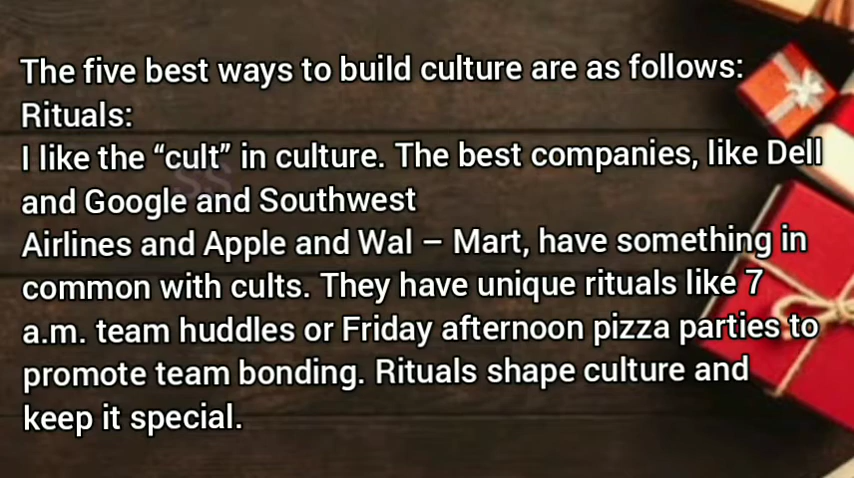 The five best ways to build culture are as follows:
Rituals:
I like the “cult” in culture. The best companies, like Dell
and Google and Southwest
Airlines and Apple and Wal – Mart, have something in
common with cults. They have unique rituals like 7
a.m. team huddles or Friday afternoon pizza parties to
promote team bonding. Rituals shape culture and
keep it special.